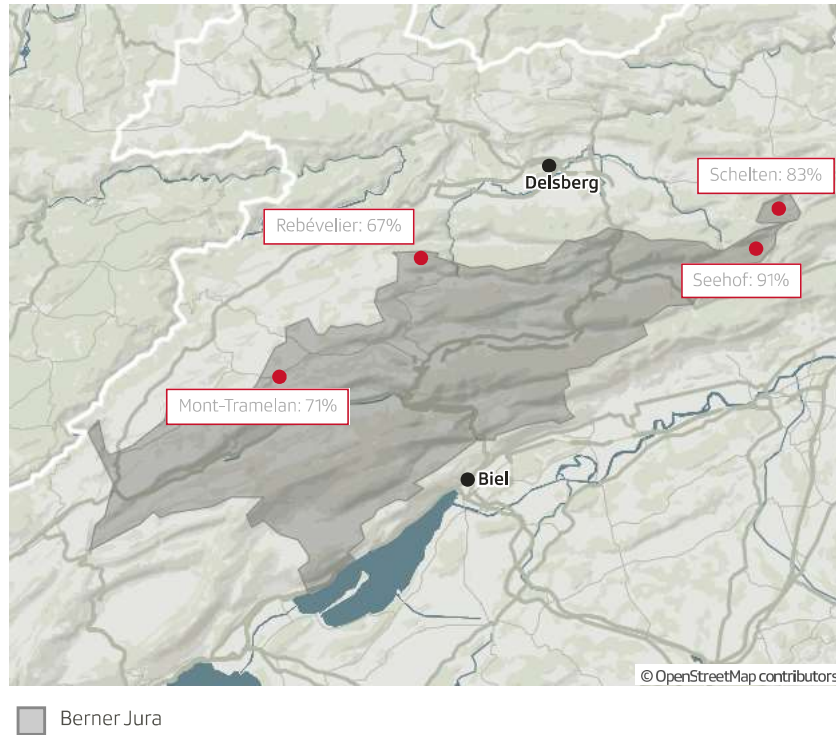 Delsberg
Schelten: 83%
Rebévelier: 67%
Seehof: 91%
Mont-Tramelan: 71%
Biel
© OpenStreetMap contributors
Berner Jura